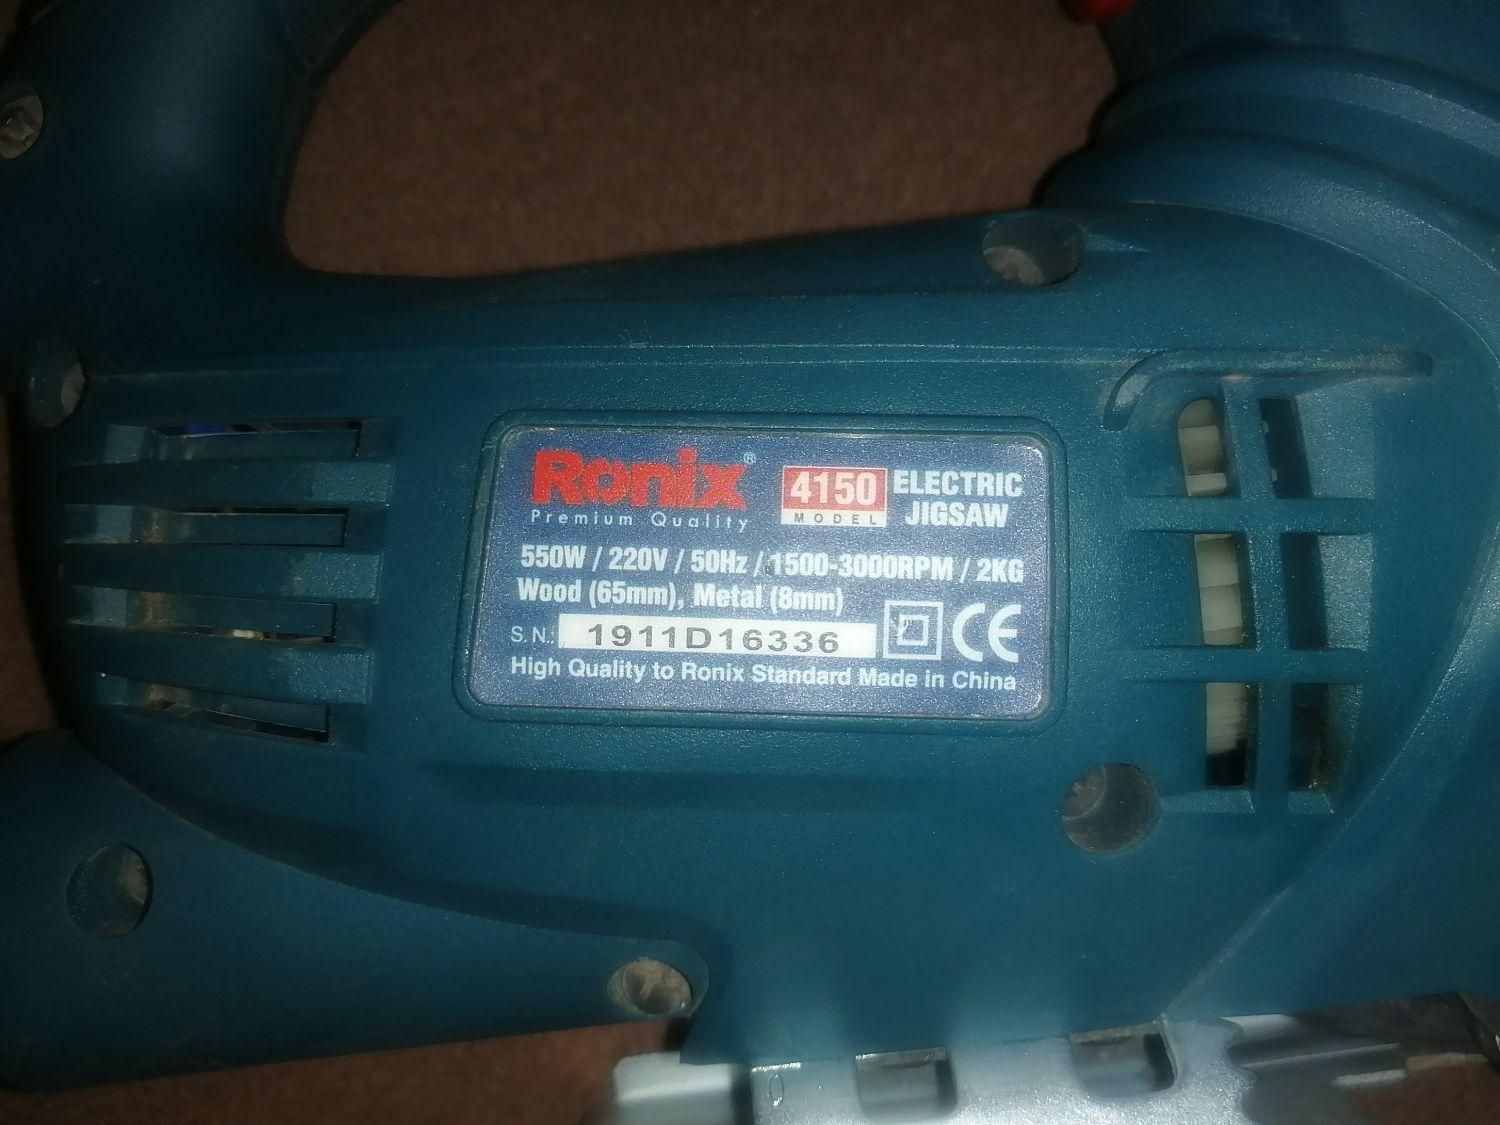 Ronix®
Premium Quality
4150
MODEL
ELECTRIC
JIGSAW
550W / 220V / 50Hz / 1500-3000RPM / 2KG
Wood (65mm), Metal (8mm)
S.N.: 1911D16336
CE
High Quality to Ronix Standard Made in China
0